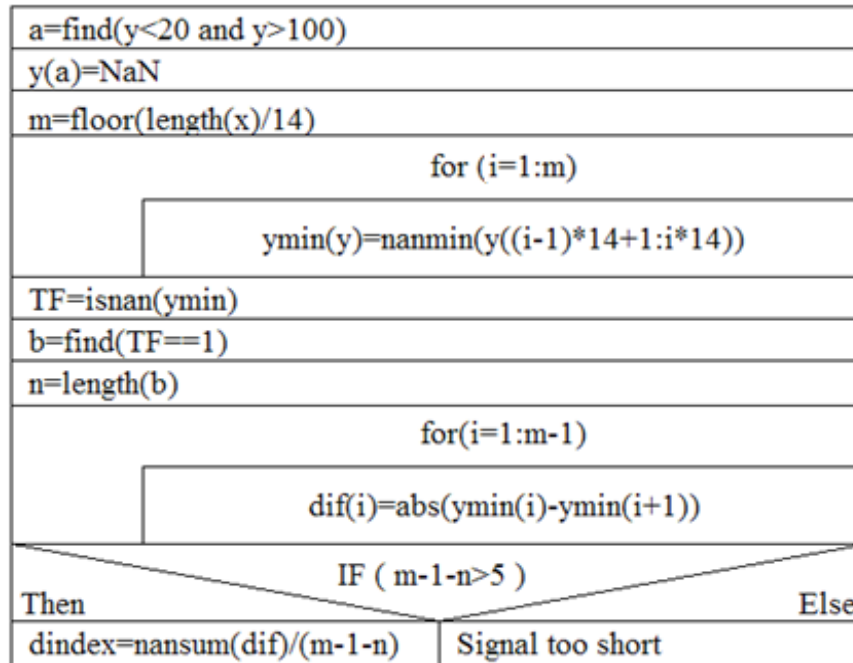 a=find(y<20 and y>100)
y(a)=NaN
m=floor(length(x)/14)
for (i=1:m)
ymin(y)=nanmin(y((i-1)*14+1:i*14))
TF=isnan(ymin)
b=find(TF==1)
n=length(b)
for(i=1:m-1)
dif(i)=abs(ymin(i)-ymin(i+1))
IF ( m-1-n>5 )
Then
Else
dindex=nansum(dif)/(m-1-n)
Signal too short